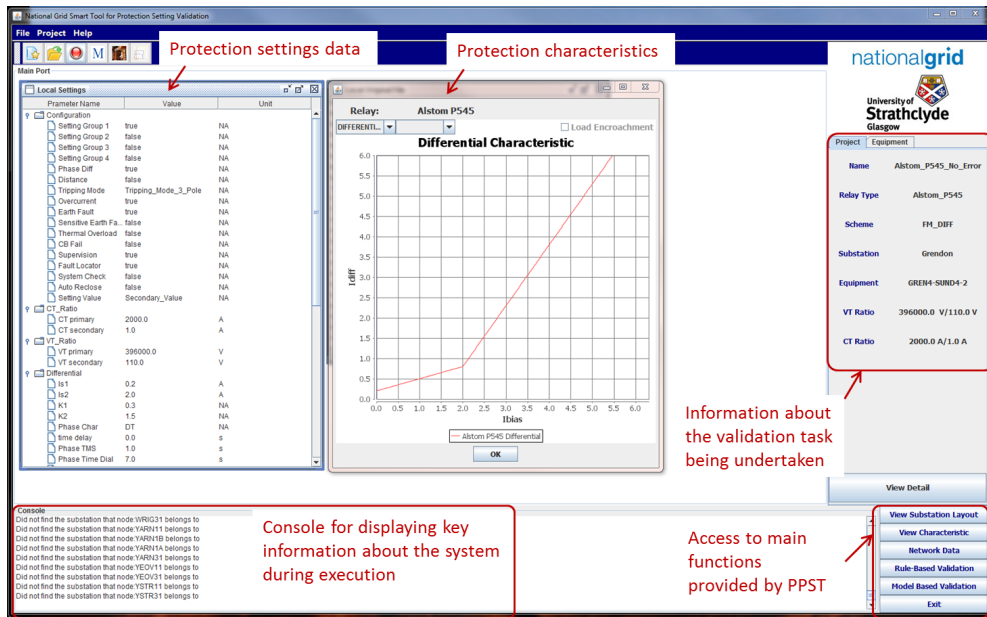 National Grid Smart Tool for Protection Setting Validation
File Project Help
M
Protection settings data
Protection characteristics
nationalgrid
University of
Strathclyde
Glasgow
Main Port
Local Settings
Prameter Name Value Unit
Configuration
Setting Group 1 true NA
Setting Group 2 false NA
Setting Group 3 false NA
Setting Group 4 false NA
Phase Diff true NA
Distance false NA
Tripping Mode Tripping_Mode_3_Pole NA
Overcurrent true NA
Earth Fault true NA
Sensitive Earth Fa... false NA
Thermal Overload false NA
CB Fail false NA
Supervision true NA
Fault Locator true NA
System Check false NA
Auto Reclose false NA
Setting Value Secondary_Value NA
CT_Ratio
CT primary 2000.0 A
CT secondary 1.0 A
VT_Ratio
VT primary 396000.0 V
VT secondary 110.0 V
Differential
Is1 0.2 A
Is2 2.0 A
K1 0.3 NA
K2 1.5 NA
Phase Char DT NA
time delay 0.0 s
Phase TMS 1.0 s
Phase Time Dial 7.0 s
Relay: Alstom P545
DIFFERENTI...
Load Encroachment
Differential Characteristic
6.0
5.5
5.0
4.5
4.0
3.5
3.0
2.5
2.0
1.5
1.0
0.5
0.0
Idiff
0.0 0.5 1.0 1.5 2.0 2.5 3.0 3.5 4.0 4.5 5.0 5.5 6.0
Ibias
Alstom P545 Differential
OK
Project Equipment
Name Alstom_P545_No_Error
Relay Type Alstom_P545
Scheme FM_DIFF
Substation Grendon
Equipment GREN4-SUND4-2
VT Ratio 396000.0 V/110.0 V
CT Ratio 2000.0 A/1.0 A
Information about
the validation task
being undertaken
View Detail
Console
Did not find the substation that node:WRIG31 belongs to
Did not find the substation that node:YARN11 belongs to
Did not find the substation that node:YARN1B belongs to
Did not find the substation that node:YARN1A belongs to
Did not find the substation that node:YARN31 belongs to
Did not find the substation that node:YEOV11 belongs to
Did not find the substation that node:YEOV31 belongs to
Did not find the substation that node:YSTR11 belongs to
Did not find the substation that node:YSTR31 belongs to
Console for displaying key
information about the system
during execution
Access to main
functions
provided by PPST
View Substation Layout
View Characteristic
Network Data
Rule-Based Validation
Model Based Validation
Exit